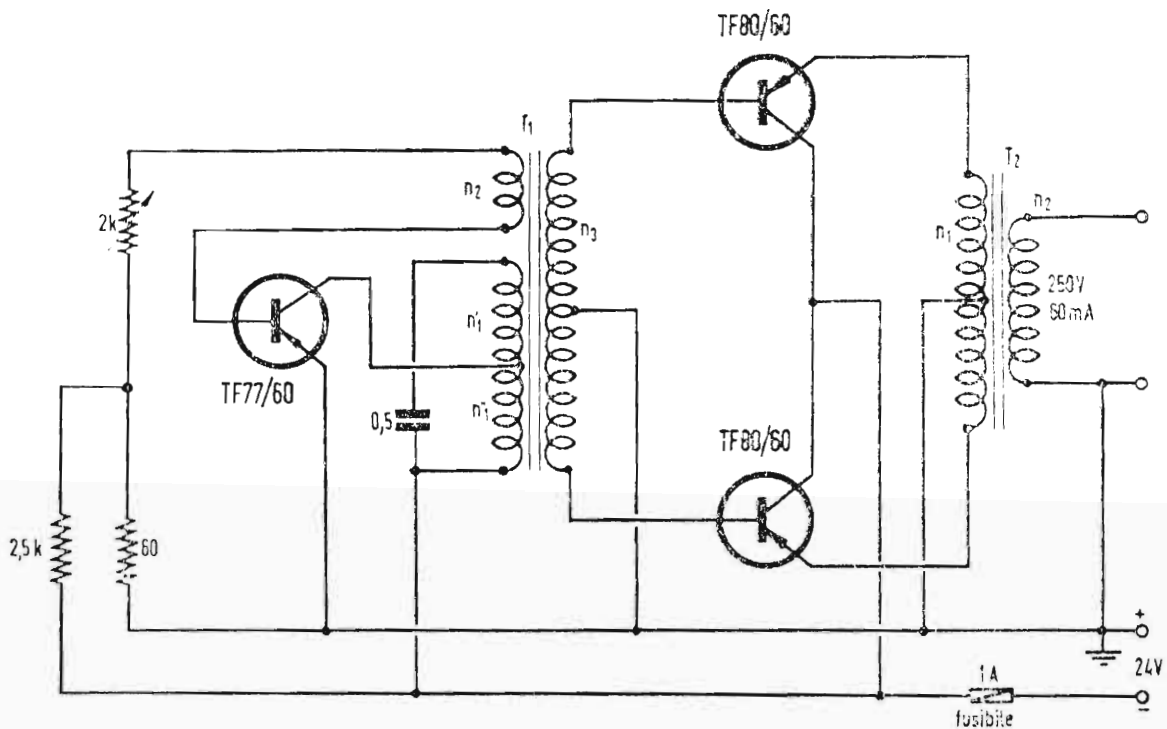 TF80/60
T1
T2
n2
n2
2k
n3
n1
250V
60mA
n'1
TF77/60
n"1
0,5
TF80/60
2,5k
60
+
24V
1A
−
fusibile